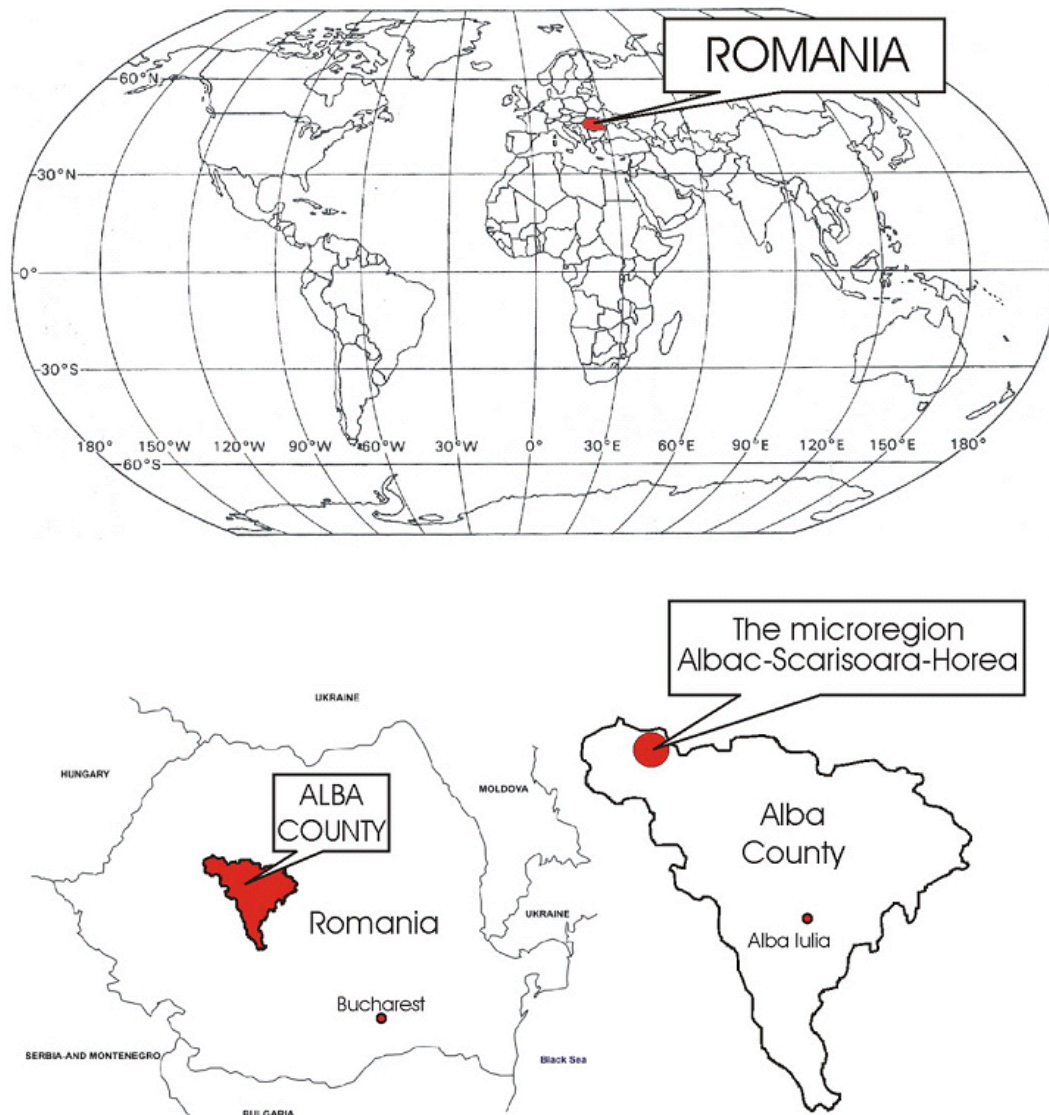 ROMANIA
60°N
30°N
0°
30°S
180° 150°W 120°W 90°W 60°W 30°W 0° 30°E 60°E 90°E 120°E 150°E 180°
60°S
The microregion
Albac-Scarisoara-Horea
UKRAINE
HUNGARY
MOLDOVA
ALBA
COUNTY
Romania
UKRAINE
Bucharest
SERBIA AND MONTENEGRO
Black Sea
BULGARIA
Alba
County
Alba Iulia